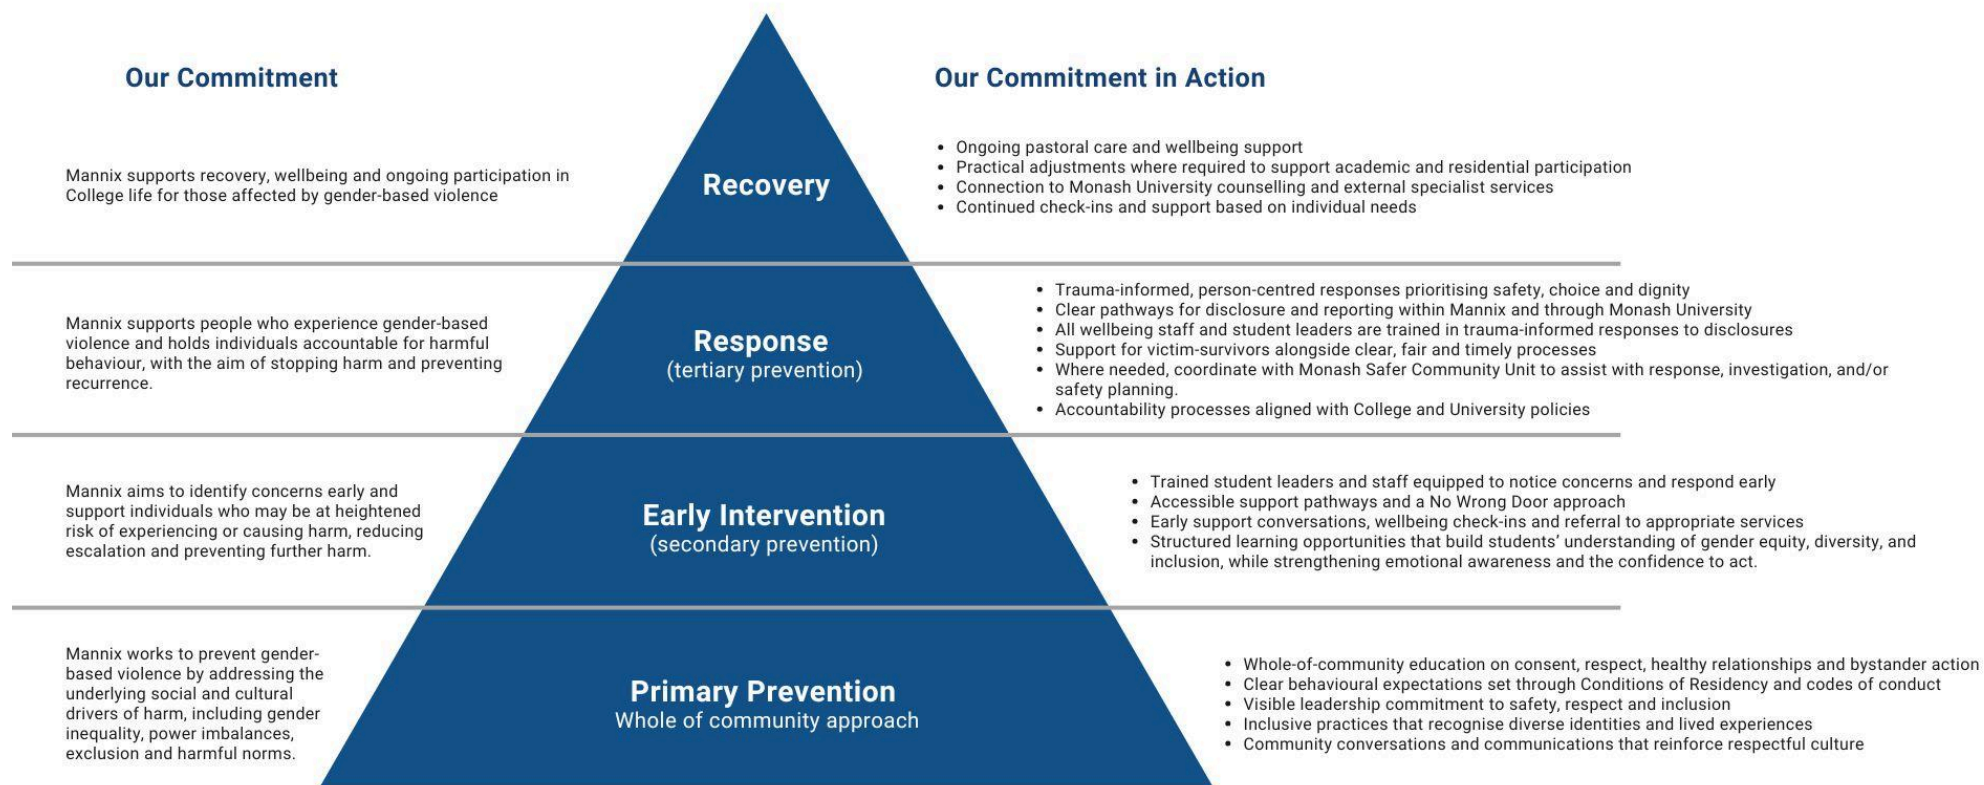 Our Commitment
Our Commitment in Action
Mannix supports recovery, wellbeing and ongoing participation in
College life for those affected by gender-based violence
Recovery
• Ongoing pastoral care and wellbeing support
• Practical adjustments where required to support academic and residential participation
• Connection to Monash University counselling and external specialist services
• Continued check-ins and support based on individual needs
Mannix supports people who experience gender-based
violence and holds individuals accountable for harmful
behaviour, with the aim of stopping harm and preventing
recurrence.
Response
(tertiary prevention)
• Trauma-informed, person-centred responses prioritising safety, choice and dignity
• Clear pathways for disclosure and reporting within Mannix and through Monash University
• All wellbeing staff and student leaders are trained in trauma-informed responses to disclosures
• Support for victim-survivors alongside clear, fair and timely processes
• Where needed, coordinate with Monash Safer Community Unit to assist with response, investigation, and/or
safety planning.
• Accountability processes aligned with College and University policies
Mannix aims to identify concerns early and
support individuals who may be at heightened
risk of experiencing or causing harm, reducing
escalation and preventing further harm.
Early Intervention
(secondary prevention)
• Trained student leaders and staff equipped to notice concerns and respond early
• Accessible support pathways and a No Wrong Door approach
• Early support conversations, wellbeing check-ins and referral to appropriate services
• Structured learning opportunities that build students’ understanding of gender equity, diversity, and
inclusion, while strengthening emotional awareness and the confidence to act.
Mannix works to prevent gender-
based violence by addressing the
underlying social and cultural
drivers of harm, including gender
inequality, power imbalances,
exclusion and harmful norms.
Primary Prevention
Whole of community approach
• Whole-of-community education on consent, respect, healthy relationships and bystander action
• Clear behavioural expectations set through Conditions of Residency and codes of conduct
• Visible leadership commitment to safety, respect and inclusion
• Inclusive practices that recognise diverse identities and lived experiences
• Community conversations and communications that reinforce respectful culture